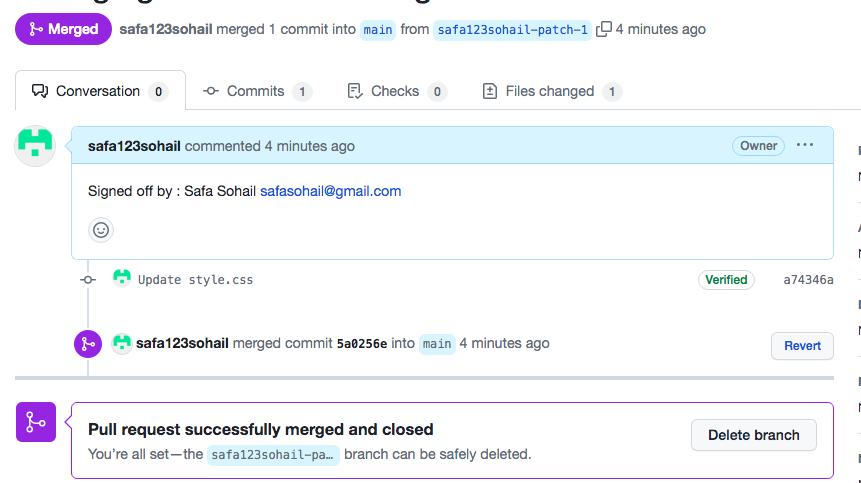 Merged safa123sohail merged 1 commit into main from safa123sohail-patch-1 4 minutes ago
Conversation 0 Commits 1 Checks 0 Files changed 1
safa123sohail commented 4 minutes ago Owner ...
Signed off by : Safa Sohail safasohail@gmail.com
Update style.css Verified a74346a
safa123sohail merged commit 5a0256e into main 4 minutes ago Revert
Pull request successfully merged and closed
You’re all set—the safa123sohail-pa… branch can be safely deleted.
Delete branch